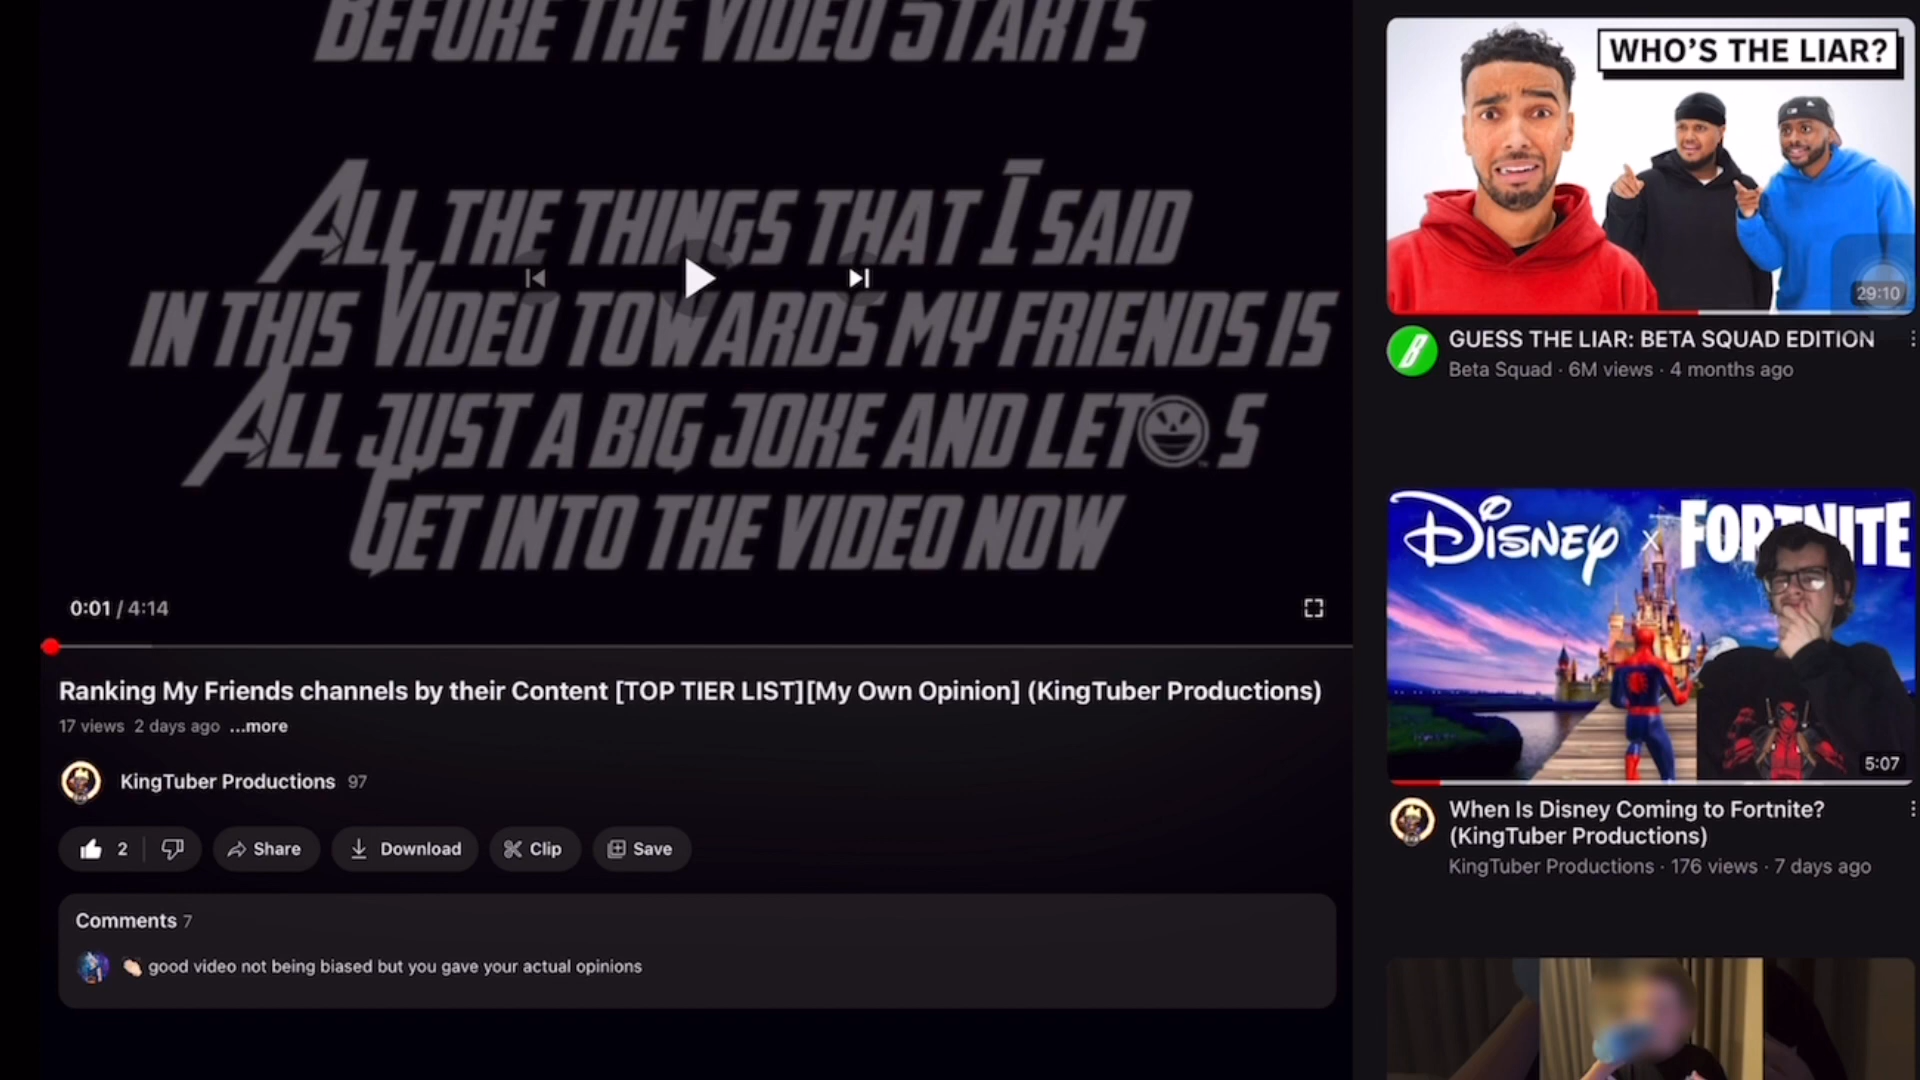 BEFORE THE VIDEO STARTS
ALL THE THINGS THAT I SAID
IN THIS VIDEO TOWARDS MY FRIENDS IS
ALL JUST A BIG JOKE AND LET S
GET INTO THE VIDEO NOW
0:01 / 4:14
Ranking My Friends channels by their Content [TOP TIER LIST][My Own Opinion] (KingTuber Productions)
17 views 2 days ago ...more
KingTuber Productions 97
2
Share
Download
Clip
Save
Comments 7
👏🏻 good video not being biased but you gave your actual opinions
WHO'S THE LIAR?
29:10
GUESS THE LIAR: BETA SQUAD EDITION
Beta Squad · 6M views · 4 months ago
DISNEY X FORTNITE
5:07
When Is Disney Coming to Fortnite?
(KingTuber Productions)
KingTuber Productions · 176 views · 7 days ago